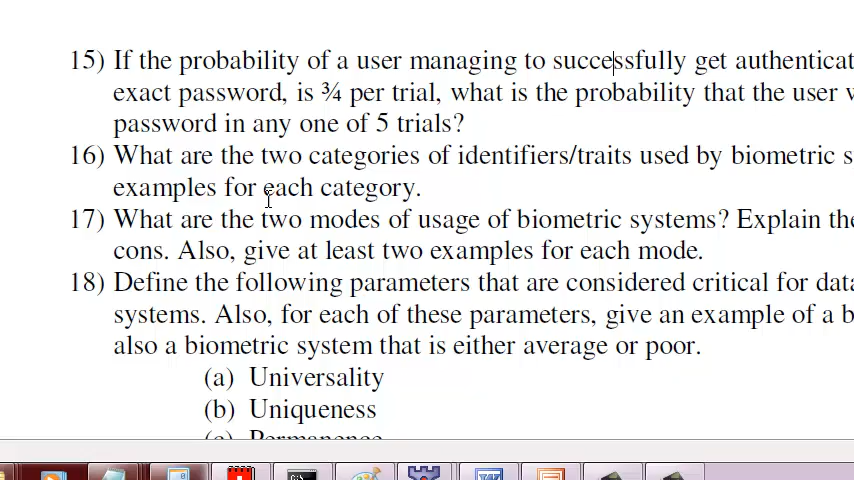 15) If the probability of a user managing to successfully get authenticat
exact password, is ¾ per trial, what is the probability that the user w
password in any one of 5 trials?
16) What are the two categories of identifiers/traits used by biometric s
examples for each category.
17) What are the two modes of usage of biometric systems? Explain the
cons. Also, give at least two examples for each mode.
18) Define the following parameters that are considered critical for data
systems. Also, for each of these parameters, give an example of a b
also a biometric system that is either average or poor.
(a) Universality
(b) Uniqueness
(c) Permanence